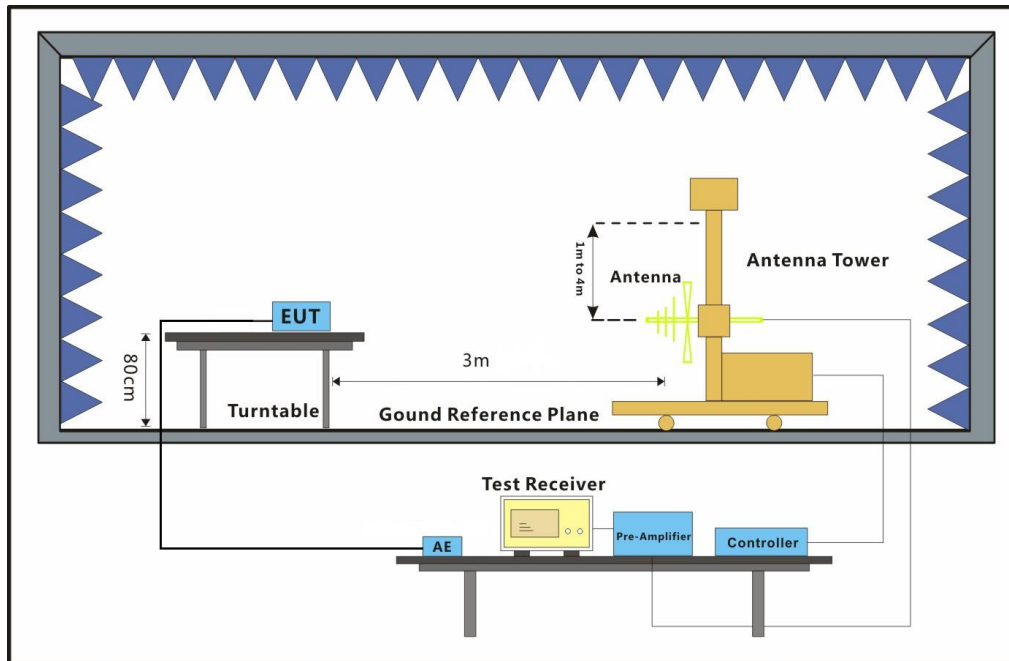 1m to 4m
Antenna
Antenna Tower
EUT
80cm
3m
Turntable
Gound Reference Plane
Test Receiver
AE
Pre-Amplifier
Controller